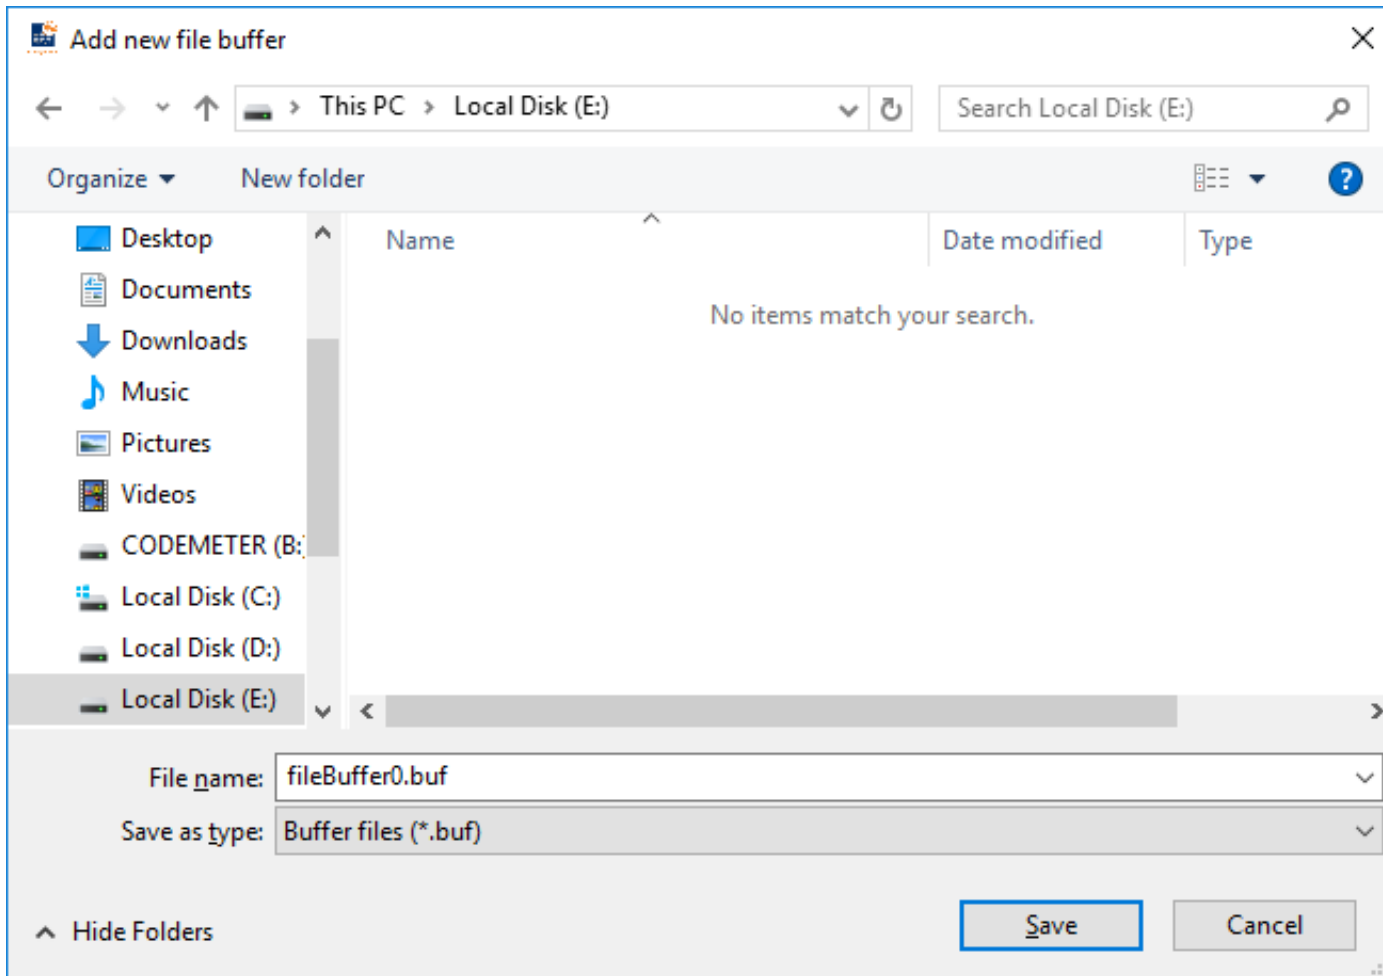 Add new file buffer
This PC > Local Disk (E:)
Search Local Disk (E:)
Organize
New folder
?
Name
Date modified
Type
No items match your search.
Desktop
Documents
Downloads
Music
Pictures
Videos
CODEMETER (B:
Local Disk (C:)
Local Disk (D:)
Local Disk (E:)
File name: fileBuffer0.buf
Save as type: Buffer files (*.buf)
Hide Folders
Save
Cancel